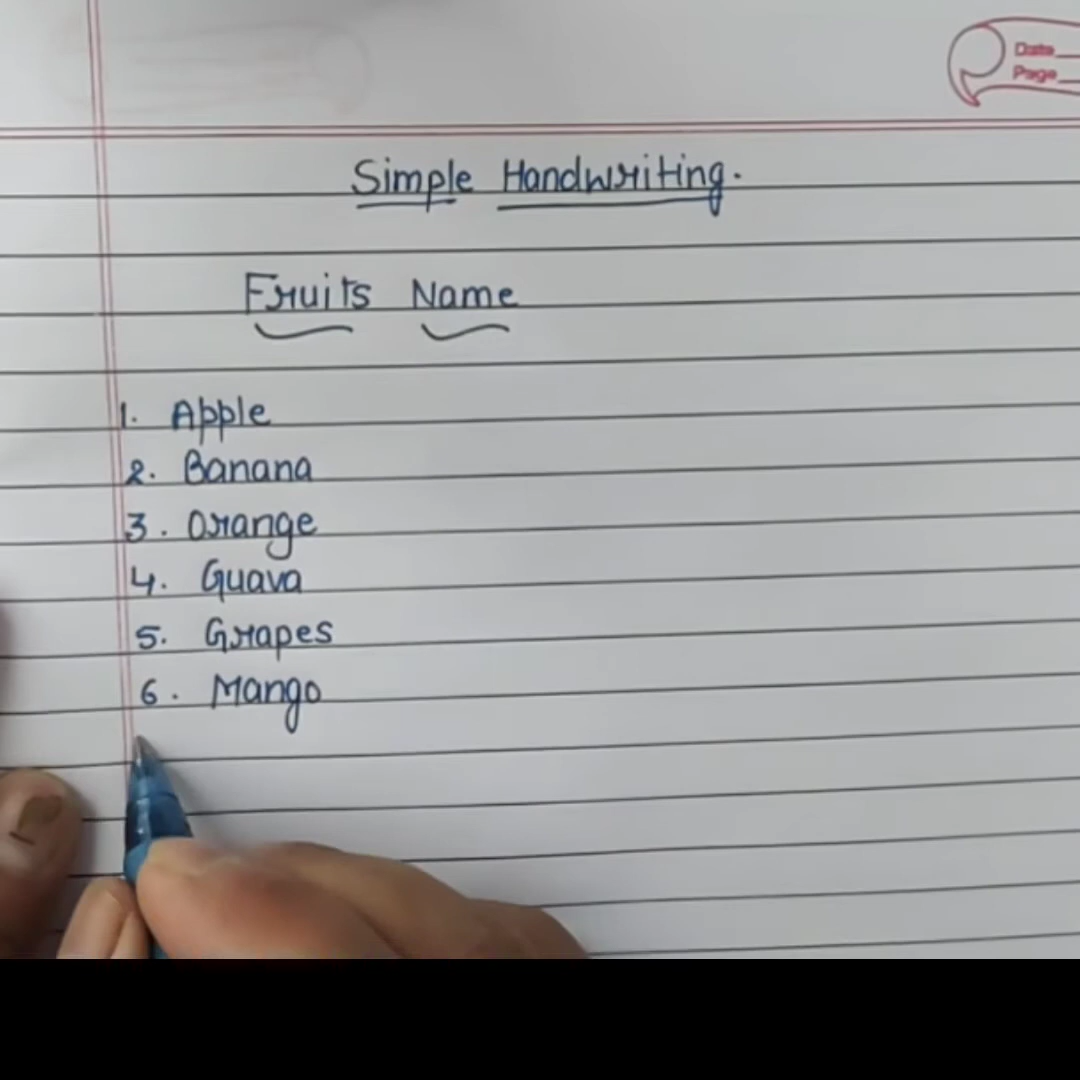 Date
Page
Simple Handwriting.
Fruits Name
1. Apple
2. Banana
3. Orange
4. Guava
5. Grapes
6. Mango